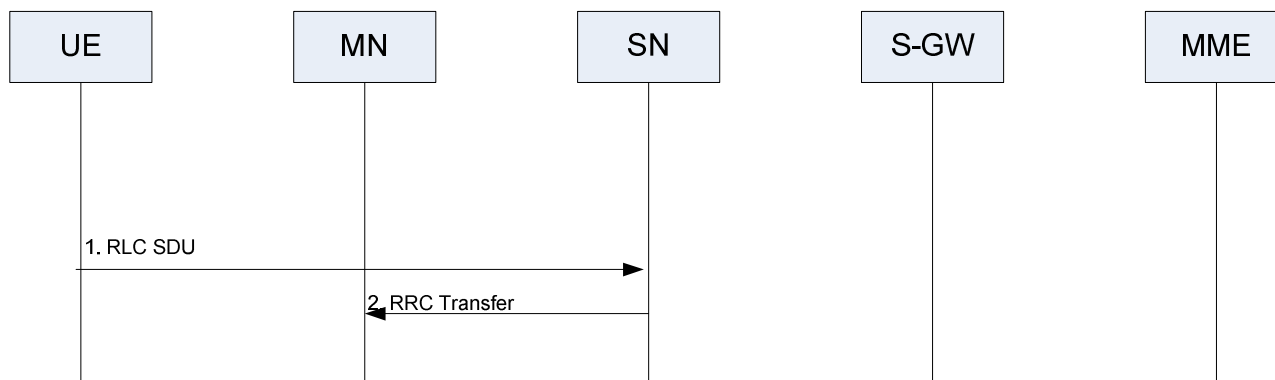 UE
MN
SN
S-GW
MME
1. RLC SDU
2. RRC Transfer